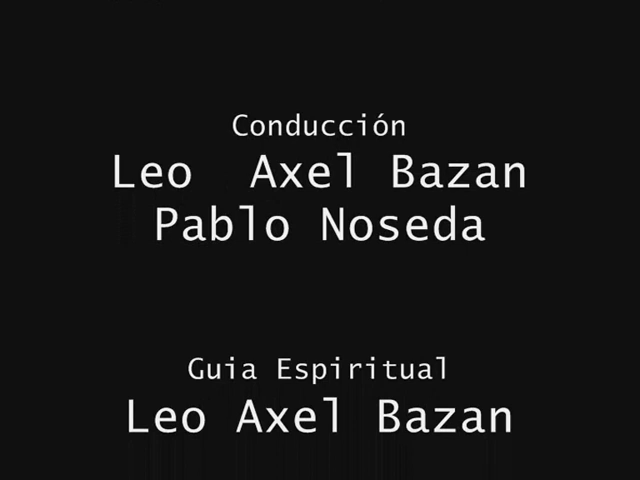 Conducción
Leo Axel Bazan
Pablo Noseda
Guia Espiritual
Leo Axel Bazan